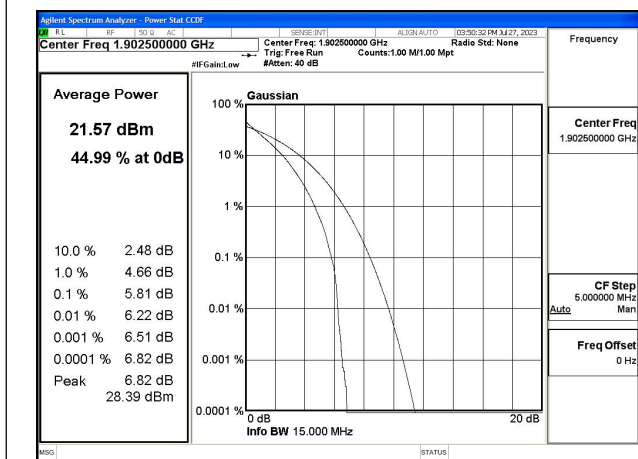 Agilent Spectrum Analyzer - Power Stat CCDF
RL RF 50 Ω AC SENSE:INT ALIGN AUTO 03:50:32 PM Jul 27, 2023
Center Freq 1.902500000 GHz
Center Freq: 1.902500000 GHz Radio Std: None
Trig: Free Run Counts:1.00 M/1.00 Mpt
#IFGain:Low #Atten: 40 dB
Frequency
Average Power
21.57 dBm
44.99 % at 0dB
10.0 % 2.48 dB
1.0 % 4.66 dB
0.1 % 5.81 dB
0.01 % 6.22 dB
0.001 % 6.51 dB
0.0001 % 6.82 dB
Peak 6.82 dB
28.39 dBm
Gaussian
100 %
10 %
1 %
0.1 %
0.01 %
0.001 %
0.0001 %
0 dB 20 dB
Info BW 15.000 MHz
Center Freq
1.902500000 GHz
CF Step
5.000000 MHz
Auto Man
Freq Offset
0 Hz
MSG STATUS